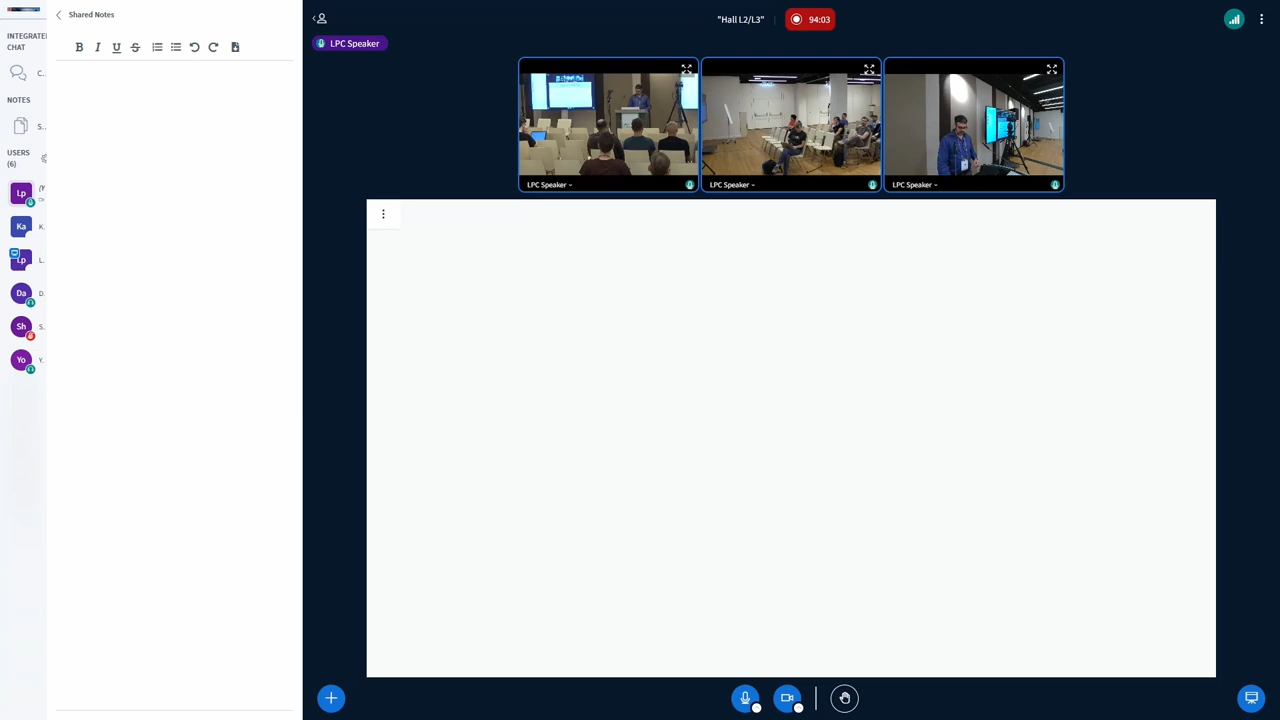 Shared Notes
INTEGRATE
CHAT
C..
NOTES
S..
USERS
(6)
Lp
Ka K.
Lp L.
Da D.
Sh S.
Yo Y.
B I U S
"Hall L2/L3"
94:03
LPC Speaker
LPC Speaker
LPC Speaker
LPC Speaker